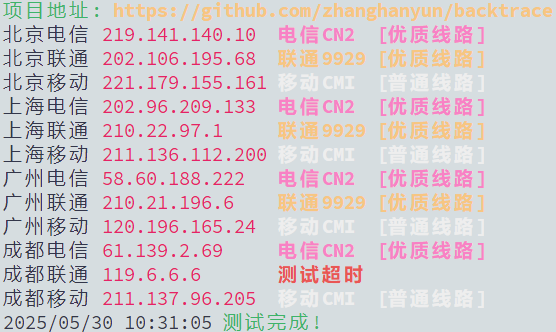 项目地址: https://github.com/zhanghanyun/backtrace
北京电信 219.141.140.10 电信CN2 [优质线路]
北京联通 202.106.195.68 联通9929 [优质线路]
北京移动 221.179.155.161 移动CMI [普通线路]
上海电信 202.96.209.133 电信CN2 [优质线路]
上海联通 210.22.97.1 联通9929 [优质线路]
上海移动 211.136.112.200 移动CMI [普通线路]
广州电信 58.60.188.222 电信CN2 [优质线路]
广州联通 210.21.196.6 联通9929 [优质线路]
广州移动 120.196.165.24 移动CMI [普通线路]
成都电信 61.139.2.69 电信CN2 [优质线路]
成都联通 119.6.6.6 测试超时
成都移动 211.137.96.205 移动CMI [普通线路]
2025/05/30 10:31:05 测试完成!